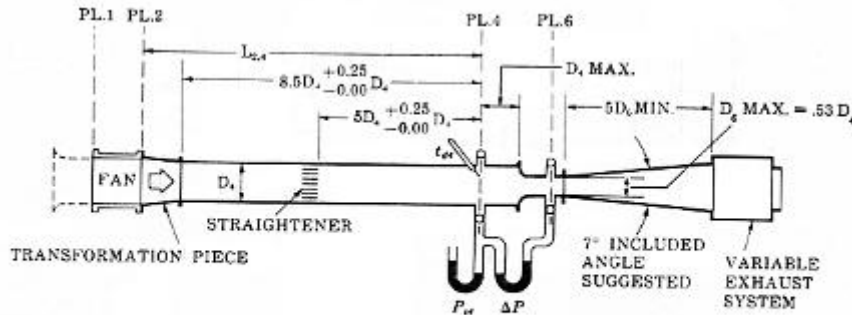 PL.1 PL.2 PL.4 PL.6
L₂,₄
D₄ MAX.
8.5D₄ +0.25 -0.00 D₄
5D₄ +0.25 -0.00 D₄
5D₆ MIN.
D₆ MAX. = .53 D₄
FAN
D₄
STRAIGHTENER
TRANSFORMATION PIECE
7° INCLUDED
ANGLE
SUGGESTED
VARIABLE
EXHAUST
SYSTEM
ΔP